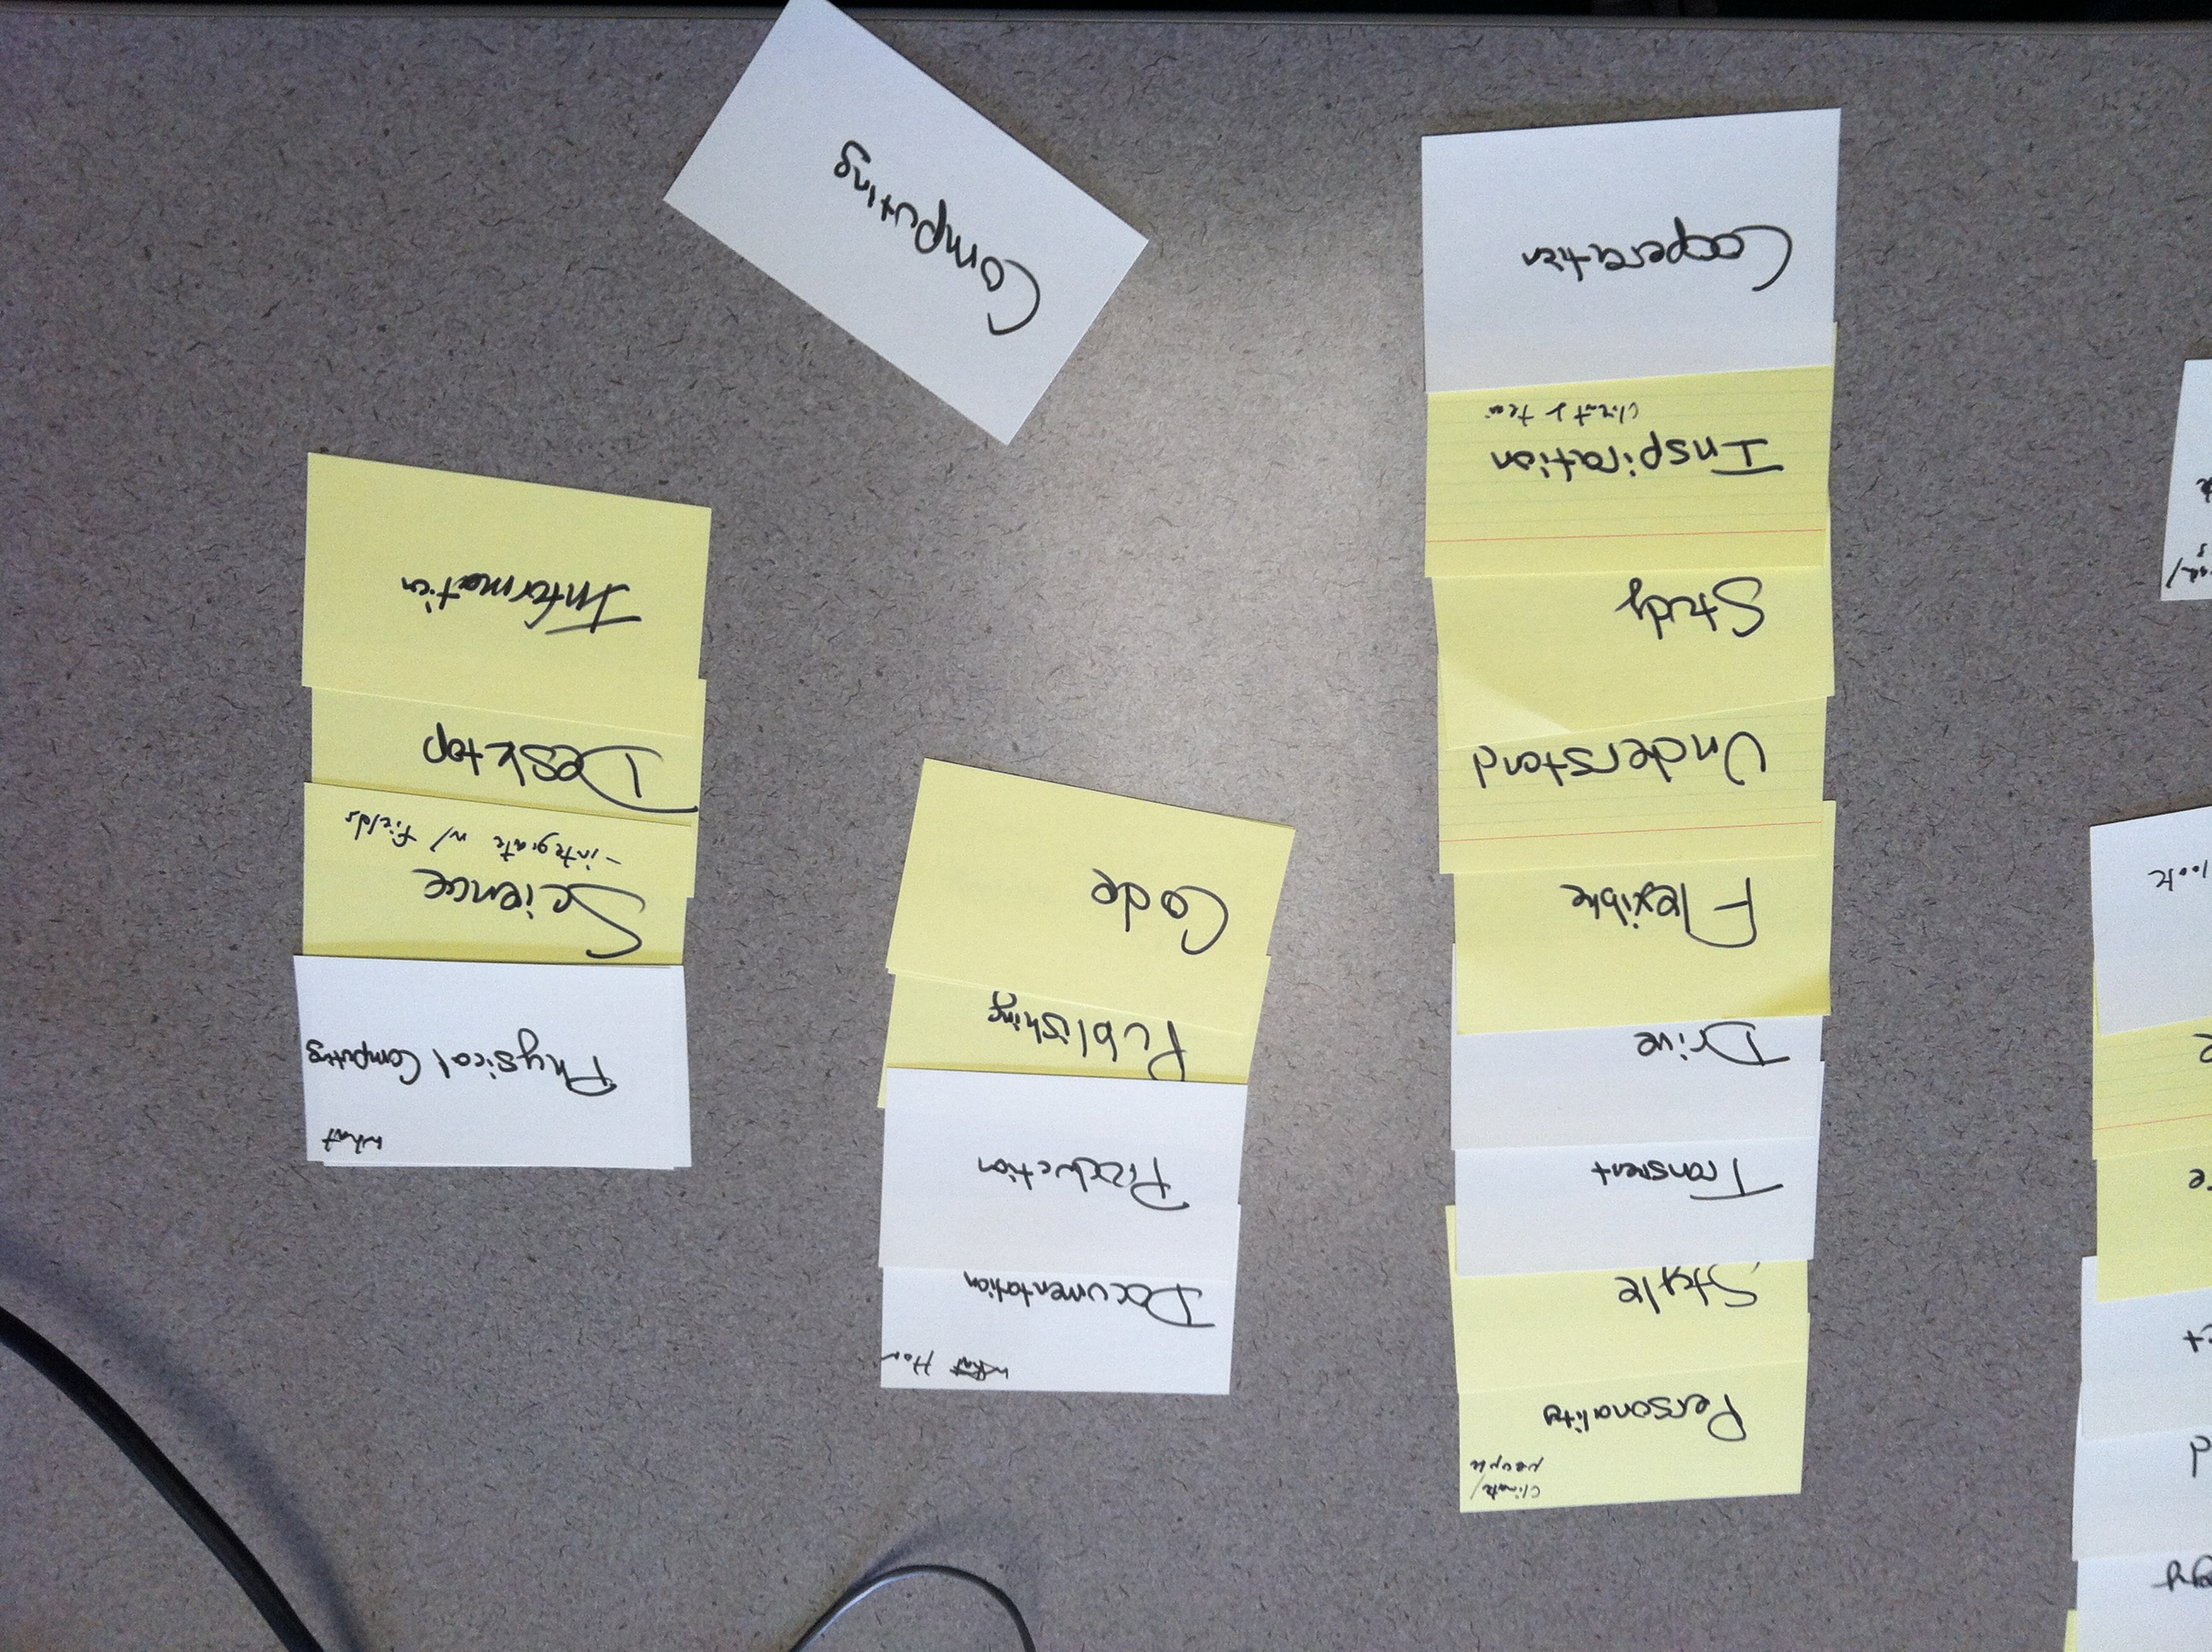 climate/
people
Personality
Style
Transient
Drive
Flexible
Understand
Study
Inspiration
Cooperation
what How
Documentation
Production
Publishing
Code
what
Physical Computing
Science
- integrate w/ fields
Desktop
Information
Computing
look